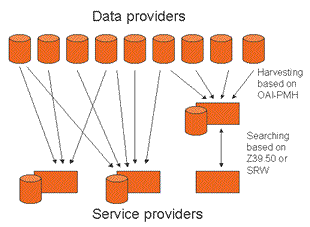 Data providers
Harvesting
based on
OAI-PMH
Searching
based on
Z39.50 or
SRW
Service providers